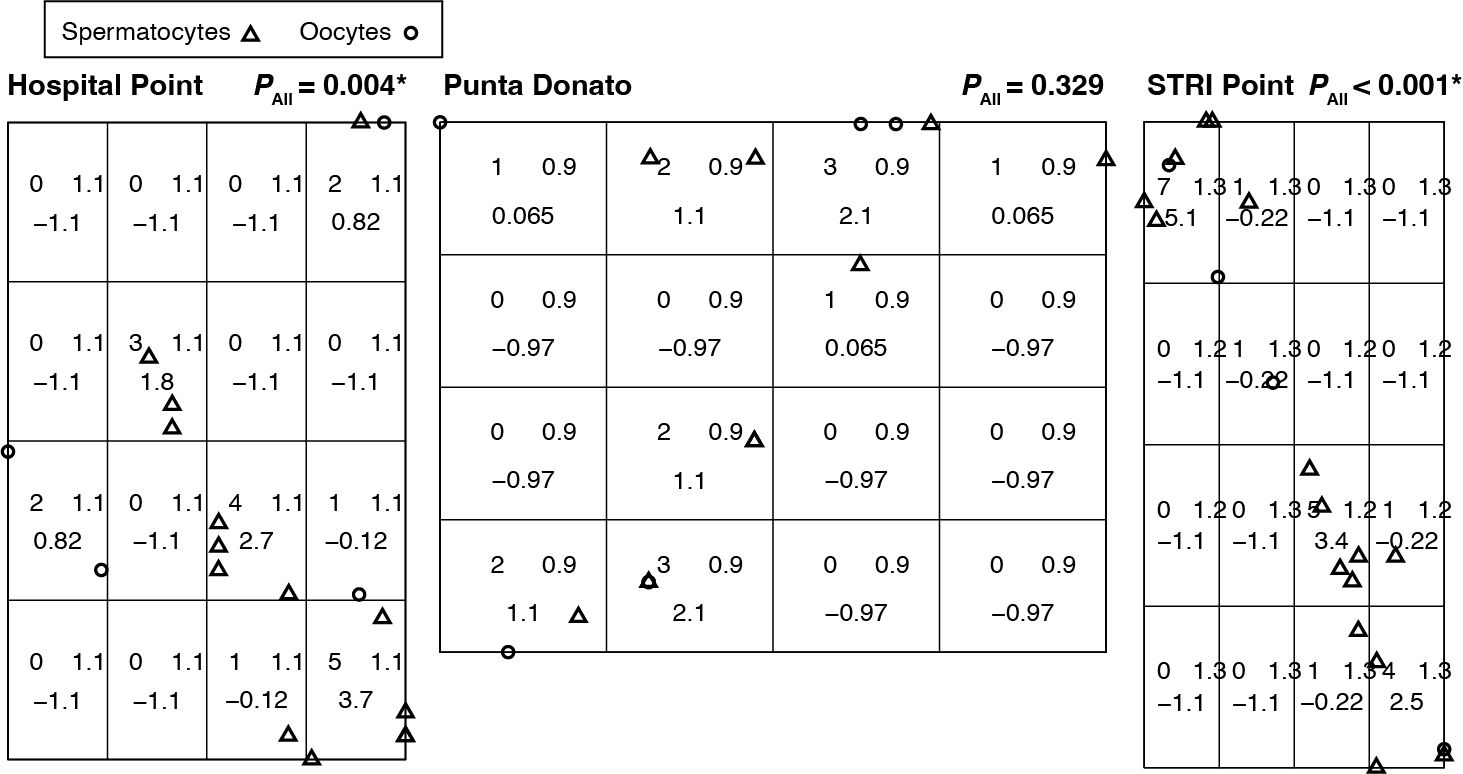 Spermatocytes Oocytes
Hospital Point P All = 0.004* Punta Donato P All = 0.329 STRI Point P All < 0.001*
0 1.1 0 1.1 0 1.1 2 1.1
−1.1 −1.1 −1.1 0.82
0 1.1 3 1.1 0 1.1 0 1.1
−1.1 1.8 −1.1 −1.1
2 1.1 0 1.1 4 1.1 1 1.1
0.82 −1.1 2.7 −0.12
0 1.1 0 1.1 1 1.1 5 1.1
−1.1 −1.1 −0.12 3.7
1 0.9 2 0.9 3 0.9 1 0.9
0.065 1.1 2.1 0.065
0 0.9 0 0.9 1 0.9 0 0.9
−0.97 −0.97 0.065 −0.97
0 0.9 2 0.9 0 0.9 0 0.9
−0.97 1.1 −0.97 −0.97
2 0.9 3 0.9 0 0.9 0 0.9
1.1 2.1 −0.97 −0.97
7 1.3 1 1.3 0 1.3 0 1.3
5.1 −0.22 −1.1 −1.1
0 1.2 1 1.3 0 1.2 0 1.2
−1.1 −0.22 −1.1 −1.1
0 1.2 0 1.3 5 1.2 1 1.2
−1.1 −1.1 3.4 −0.22
0 1.3 0 1.3 1 1.3 4 1.3
−1.1 −1.1 −0.22 2.5